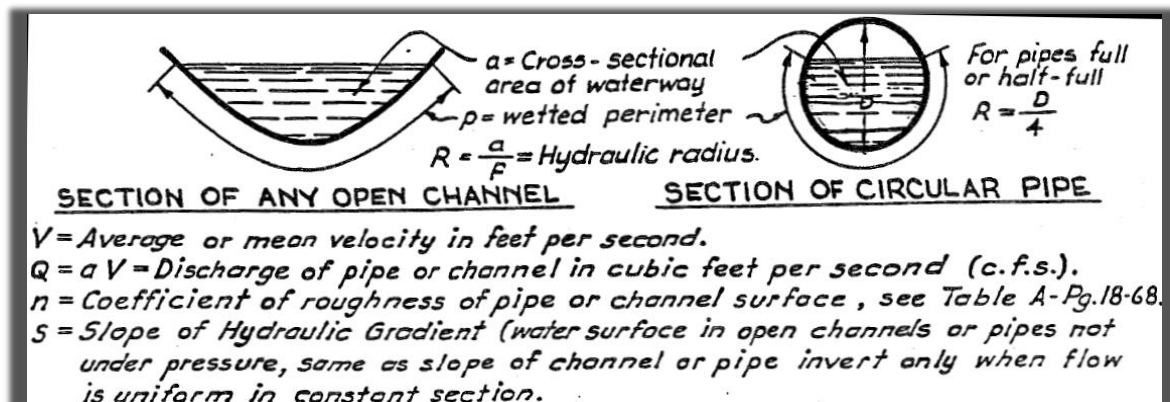 a = Cross-sectional
area of waterway
p = wetted perimeter
R = a/P = Hydraulic radius.
D
For pipes full
or half-full
R = D/4
SECTION OF ANY OPEN CHANNEL
SECTION OF CIRCULAR PIPE
V = Average or mean velocity in feet per second.
Q = a V = Discharge of pipe or channel in cubic feet per second (c.f.s.).
n = Coefficient of roughness of pipe or channel surface, see Table A-Pg.18-68.
S = Slope of Hydraulic Gradient (water surface in open channels or pipes not
under pressure, same as slope of channel or pipe invert only when flow
is uniform in constant section.